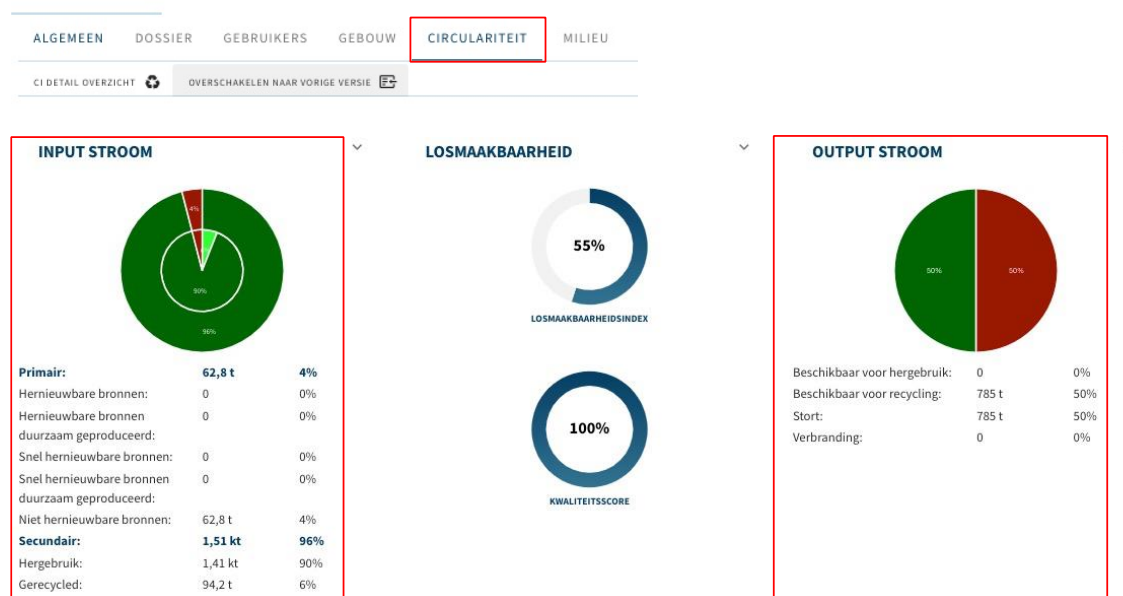 ALGEMEEN DOSSIER GEBRUIKERS GEBOUW CIRCULARITEIT MILIEU
CI DETAIL OVERZICHT OVERSCHAKELEN NAAR VORIGE VERSIE
INPUT STROOM
4%
90%
96%
Primair: 62,8 t 4%
Hernieuwbare bronnen: 0 0%
Hernieuwbare bronnen 0 0%
duurzaam geproduceerd:
Snel hernieuwbare bronnen: 0 0%
Snel hernieuwbare bronnen 0 0%
duurzaam geproduceerd:
Niet hernieuwbare bronnen: 62,8 t 4%
Secundair: 1,51 kt 96%
Hergebruik: 1,41 kt 90%
Gerecycled: 94,2 t 6%
LOSMAAKBAARHEID
55%
LOSMAAKBAARHEIDSINDEX
100%
KWALITEITSSCORE
OUTPUT STROOM
50% 50%
Beschikbaar voor hergebruik: 0 0%
Beschikbaar voor recycling: 785 t 50%
Stort: 785 t 50%
Verbranding: 0 0%